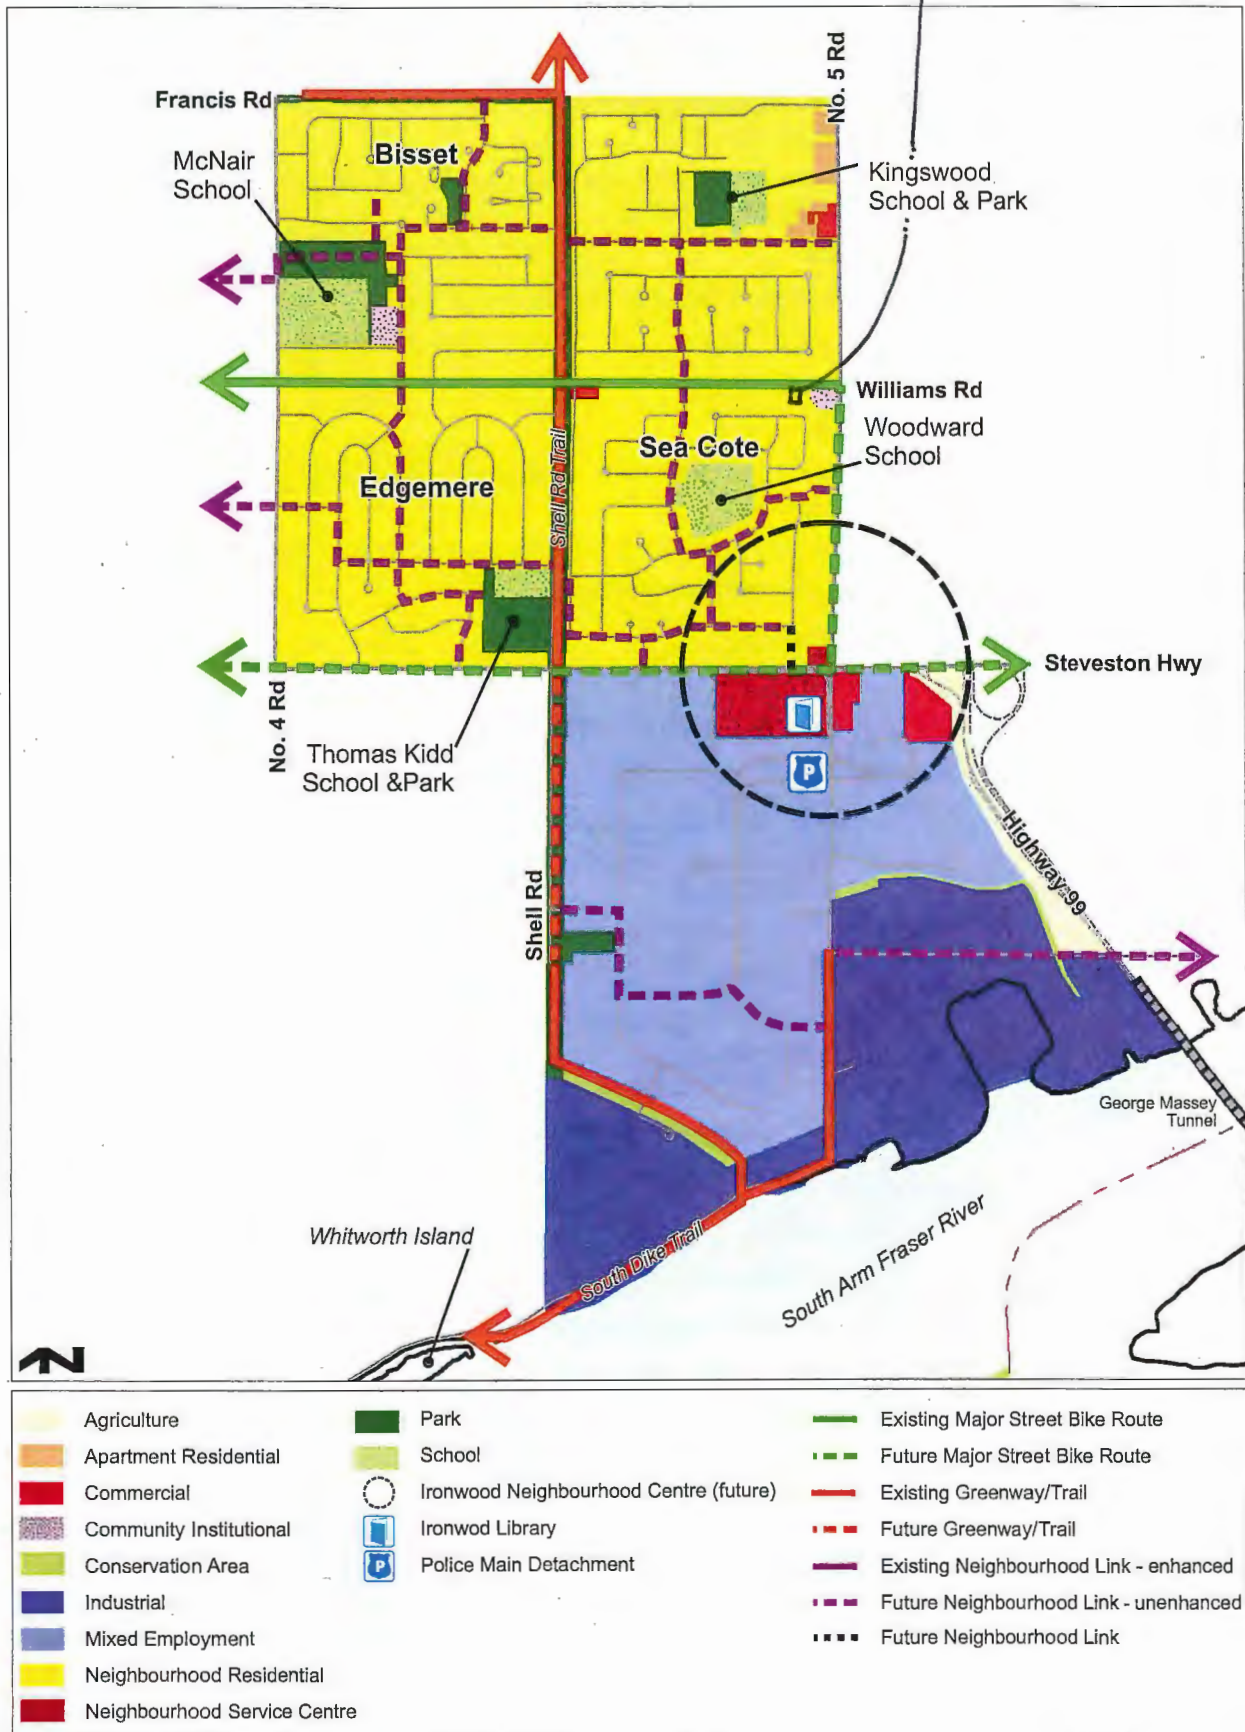 No. 5 Rd
Francis Rd
Bisset
McNair
School
Kingswood
School & Park
Williams Rd
Woodward
School
Sea Cote
Shell Rd Trail
Edgemere
Steveston Hwy
No. 4 Rd
Thomas Kidd
School &Park
P
Highway 99
Shell Rd
George Massey
Tunnel
South Arm Fraser River
Whitworth Island
South Dike Trail
N
Agriculture
Apartment Residential
Commercial
Community Institutional
Conservation Area
Industrial
Mixed Employment
Neighbourhood Residential
Neighbourhood Service Centre
Park
School
Ironwood Neighbourhood Centre (future)
Ironwod Library
P Police Main Detachment
Existing Major Street Bike Route
Future Major Street Bike Route
Existing Greenway/Trail
Future Greenway/Trail
Existing Neighbourhood Link - enhanced
Future Neighbourhood Link - unenhanced
Future Neighbourhood Link